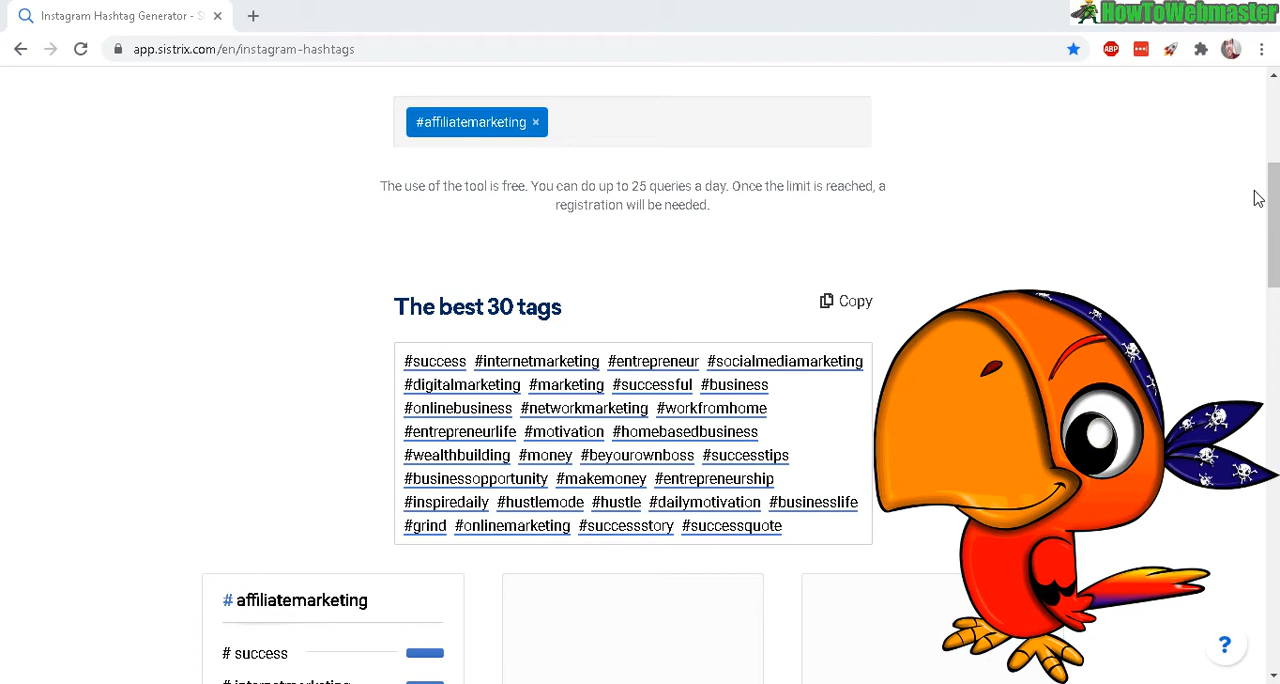 Instagram Hashtag Generator - S
HowToWebmaster
app.sistrix.com/en/instagram-hashtags
ABP
#affiliatemarketing ×
The use of the tool is free. You can do up to 25 queries a day. Once the limit is reached, a
registration will be needed.
The best 30 tags
Copy
#success #internetmarketing #entrepreneur #socialmediamarketing
#digitalmarketing #marketing #successful #business
#onlinebusiness #networkmarketing #workfromhome
#entrepreneurlife #motivation #homebasedbusiness
#wealthbuilding #money #beyourownboss #successtips
#businessopportunity #makemoney #entrepreneurship
#inspiredaily #hustlemode #hustle #dailymotivation #businesslife
#grind #onlinemarketing #successstory #successquote
# affiliatemarketing
# success
# internetmarketing
?